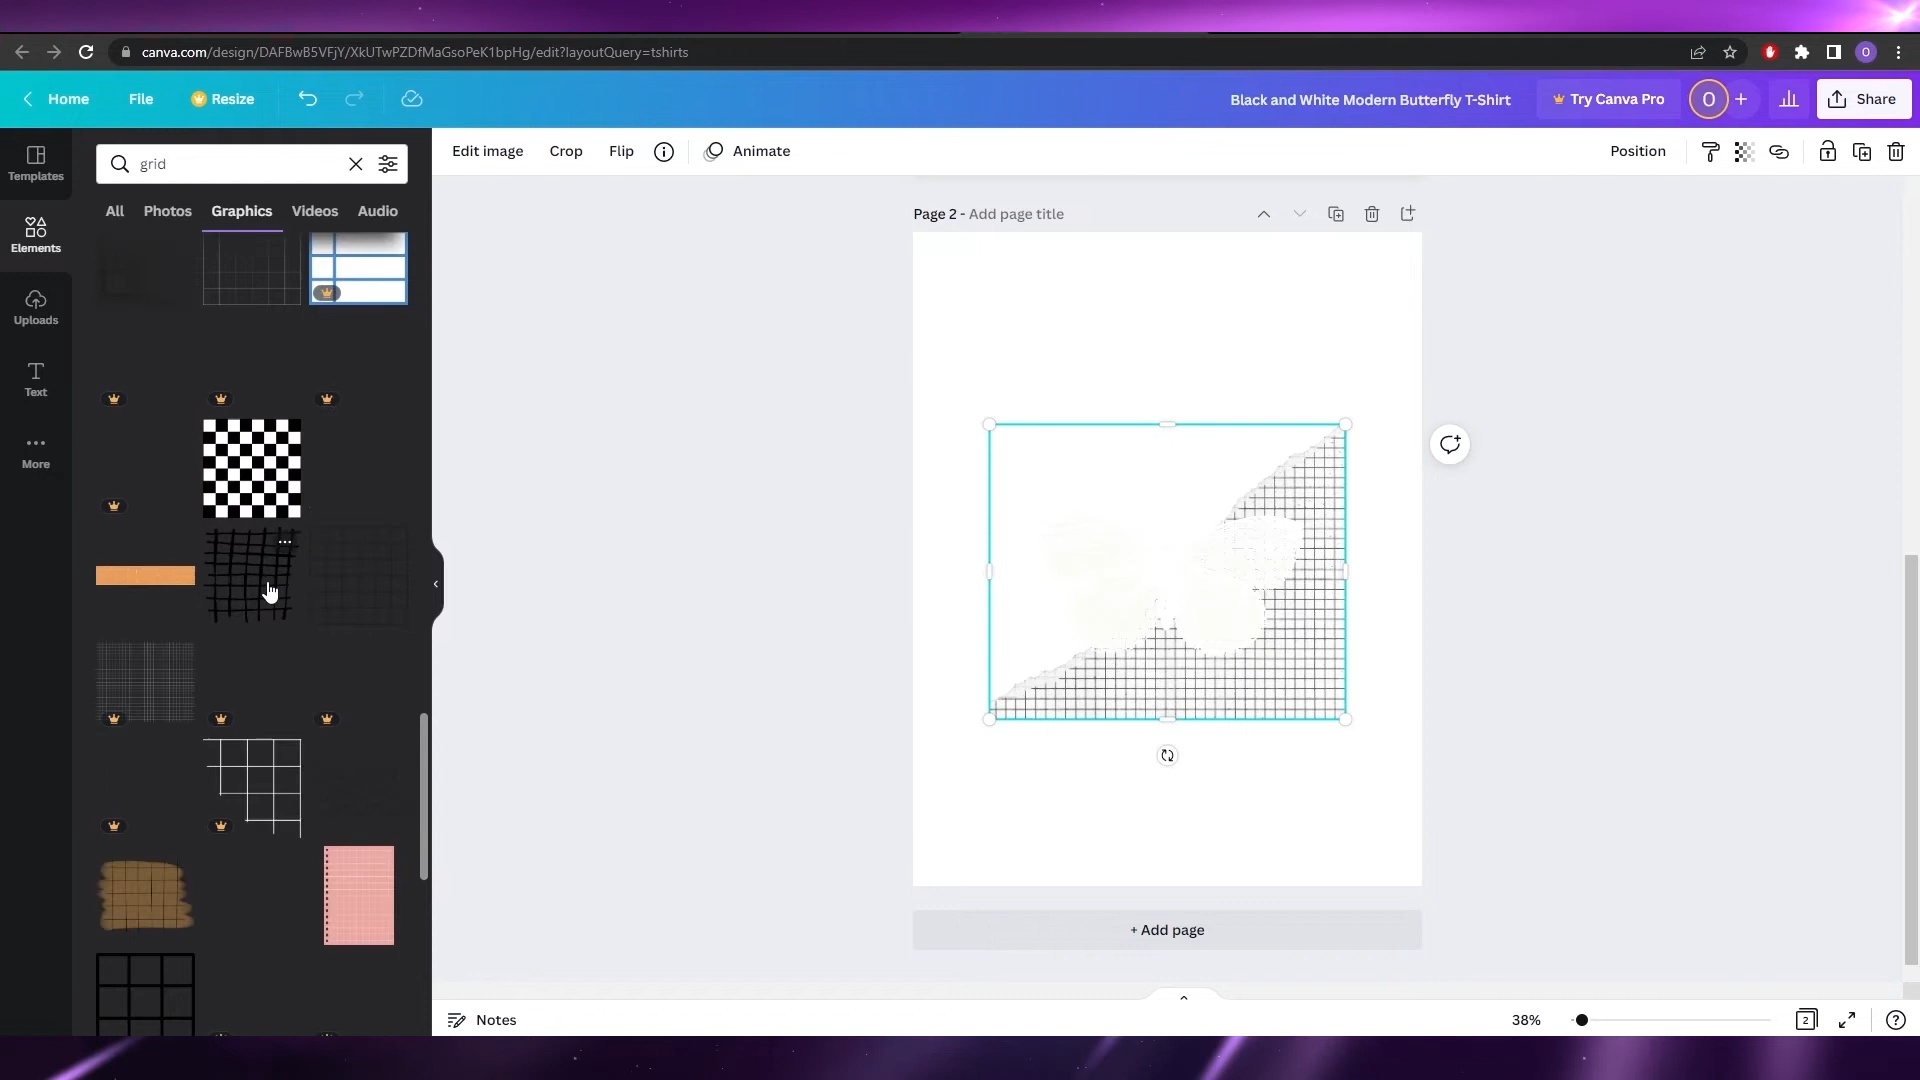 canva.com/design/DAFBwB5VFjY/XkUTwPZDfMaGsoPeK1bpHg/edit?layoutQuery=tshirts
O
Home
File
Resize
Black and White Modern Butterfly T-Shirt
Try Canva Pro
O
+
Share
Templates
Elements
Uploads
Text
More
grid
All
Photos
Graphics
Videos
Audio
Edit image
Crop
Flip
Animate
Position
Page 2 - Add page title
+ Add page
Notes
38%
2